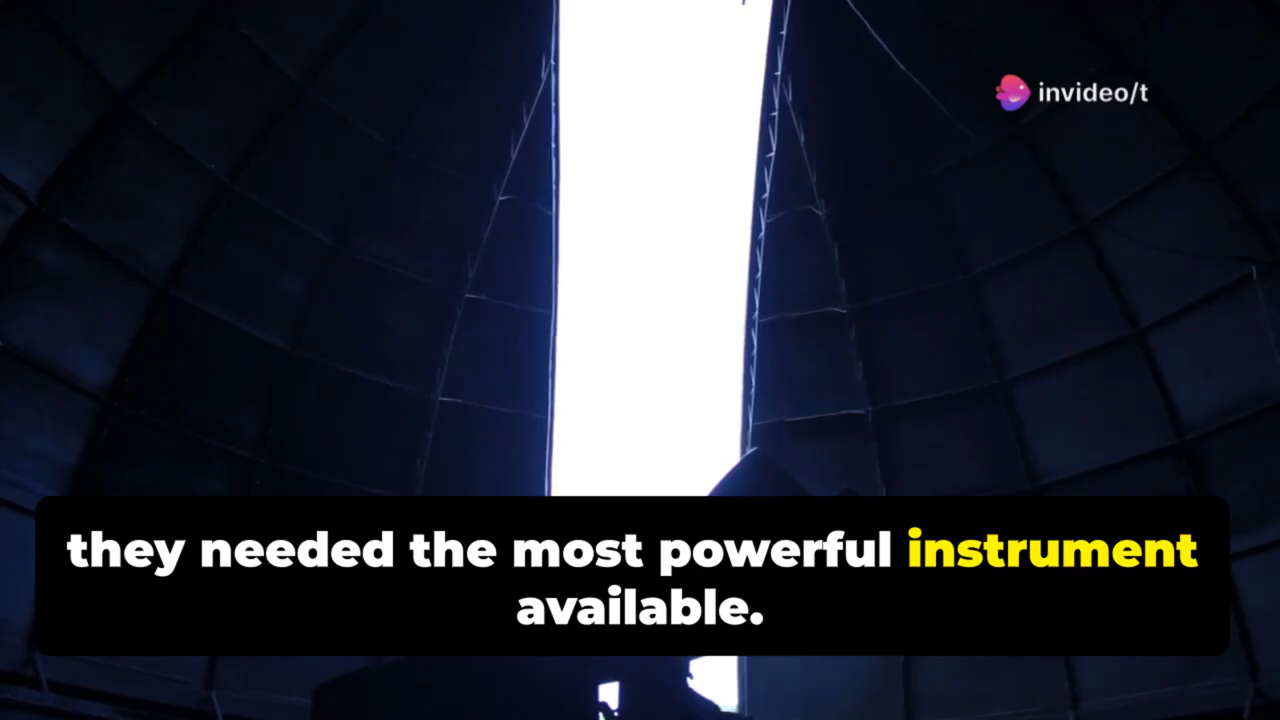 invideo/t
they needed the most powerful instrument
available.